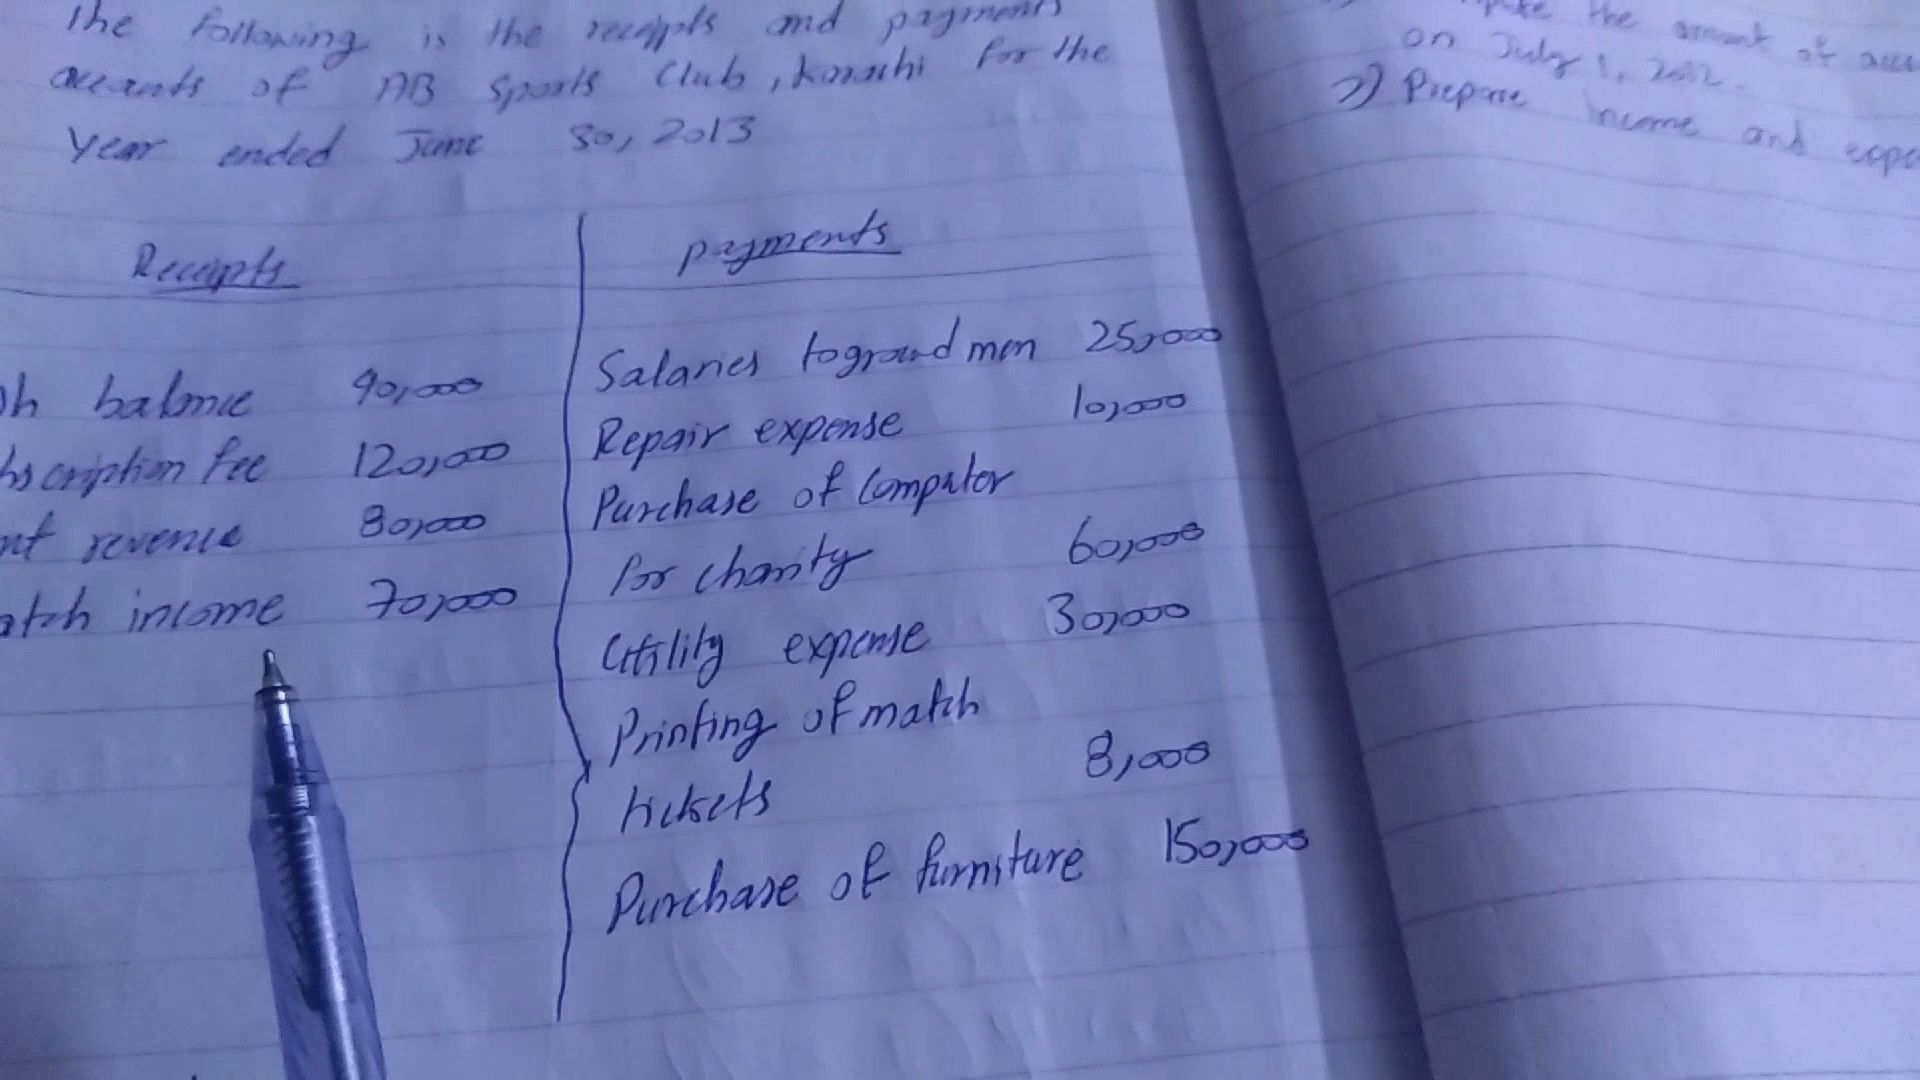 The following is the receipts and payments
accounts of AB Sports Club, Karachi for the
Year ended June 30, 2013
Receipts
balance 90,000
fee 120,000
revenue 80,000
income 70,000
payments
Salaries to ground men 25,000
Repair expense 10,000
Purchase of Computer
for charity 60,000
Utility expense 30,000
Printing of match
tickets 8,000
Purchase of furniture 150,000
the amount of
on July 1, 2012.
2) Prepare income and